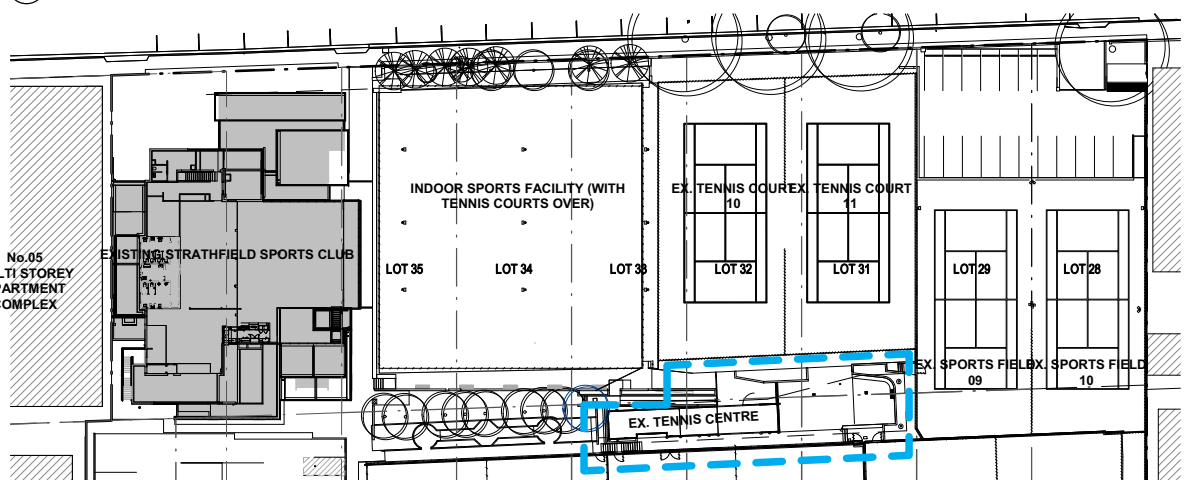 INDOOR SPORTS FACILITY (WITH
TENNIS COURTS OVER)
EX. TENNIS COURT
10
EX. TENNIS COURT
11
EXISTING STRATHFIELD SPORTS CLUB
No.05
LTI STOREY
PARTMENT
COMPLEX
LOT 35
LOT 34
LOT 33
LOT 32
LOT 31
LOT 29
LOT 28
EX. SPORTS FIELD
09
EX. SPORTS FIELD
10
EX. TENNIS CENTRE